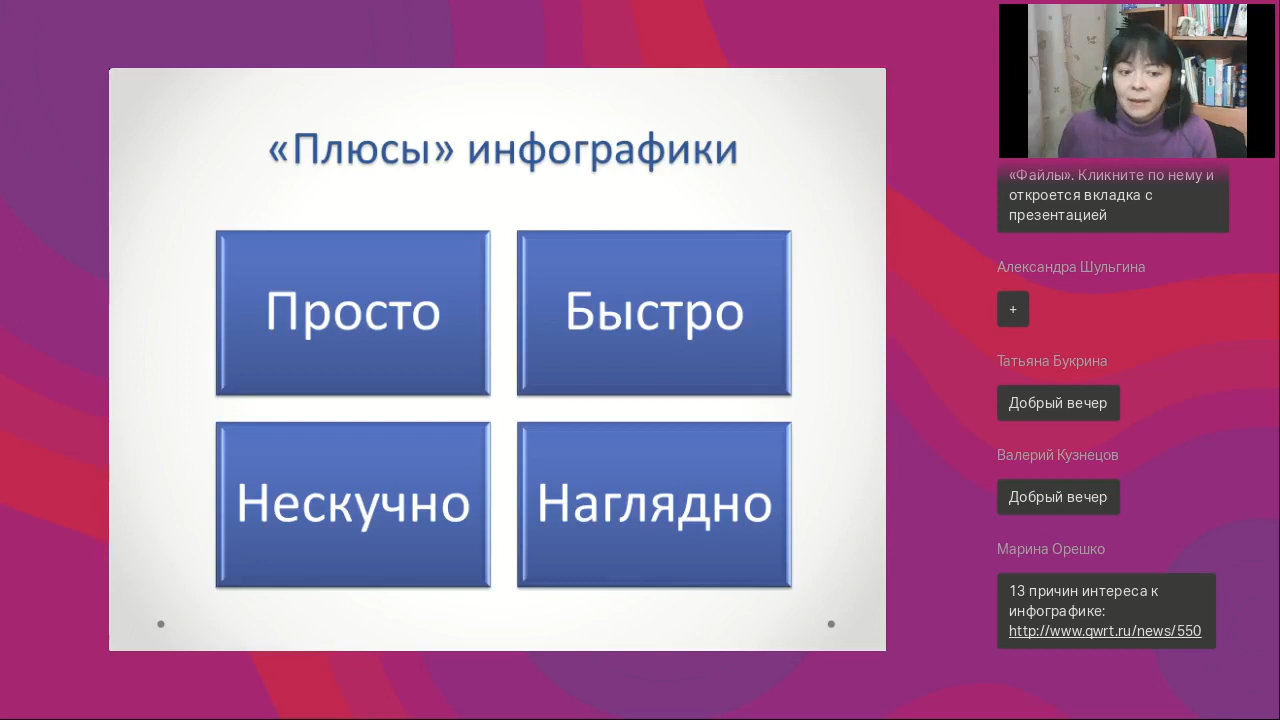 «Плюсы» инфографики
Просто
Быстро
Нескучно
Наглядно
«Файлы». Кликните по нему и
откроется вкладка с
презентацией
Александра Шульгина
+
Татьяна Букрина
Добрый вечер
Валерий Кузнецов
Добрый вечер
Марина Орешко
13 причин интереса к
инфографике:
http://www.qwrt.ru/news/550